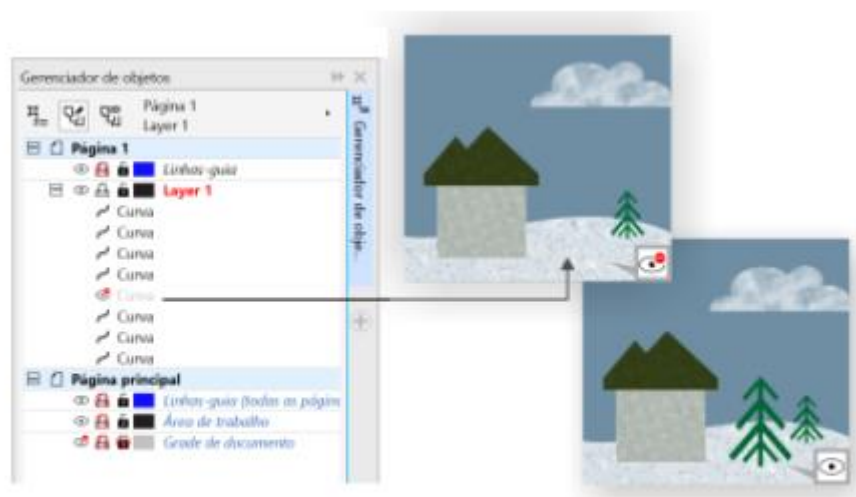 Gerenciador de objetos
Página 1
Layer 1
Página 1
Linhas-guia
Layer 1
Curva
Curva
Curva
Curva
Curva
Curva
Curva
Curva
Página principal
Linhas-guia (todas as págin
Área de trabalho
Grade de documento
Gerenciador de obje...